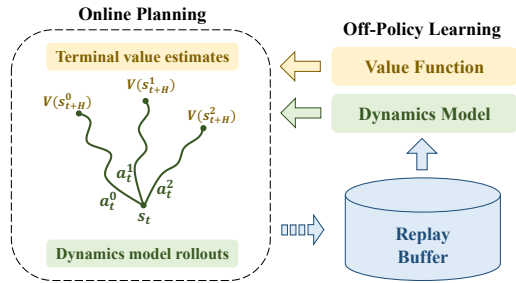 Online Planning
Terminal value estimates
V(s⁰ₜ₊H)
V(s¹ₜ₊H)
V(s²ₜ₊H)
a⁰ₜ
a¹ₜ
a²ₜ
sₜ
Dynamics model rollouts
Off-Policy Learning
Value Function
Dynamics Model
Replay
Buffer